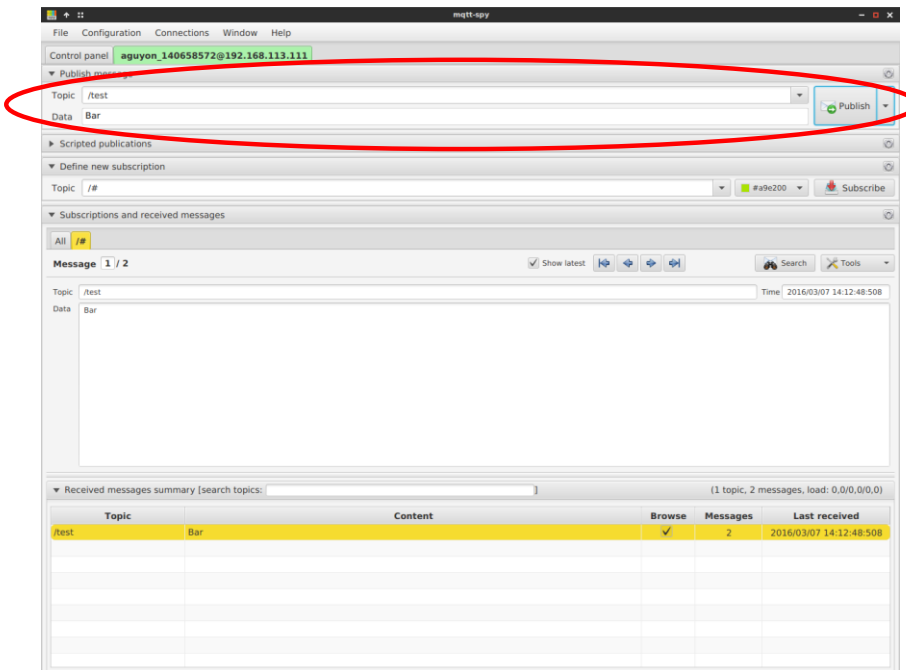 mqtt-spy
File Configuration Connections Window Help
Control panel aguyon_140658572@192.168.113.111
Publish message
Topic /test
Data Bar
Publish
Scripted publications
Define new subscription
Topic /# #a9e200 Subscribe
Subscriptions and received messages
All /#
Message 1 / 2 Show latest Search Tools
Topic /test Time 2016/03/07 14:12:48:508
Data Bar
Received messages summary [search topics: ] (1 topic, 2 messages, load: 0,0/0,0/0,0)
Topic Content Browse Messages Last received
/test Bar 2 2016/03/07 14:12:48:508